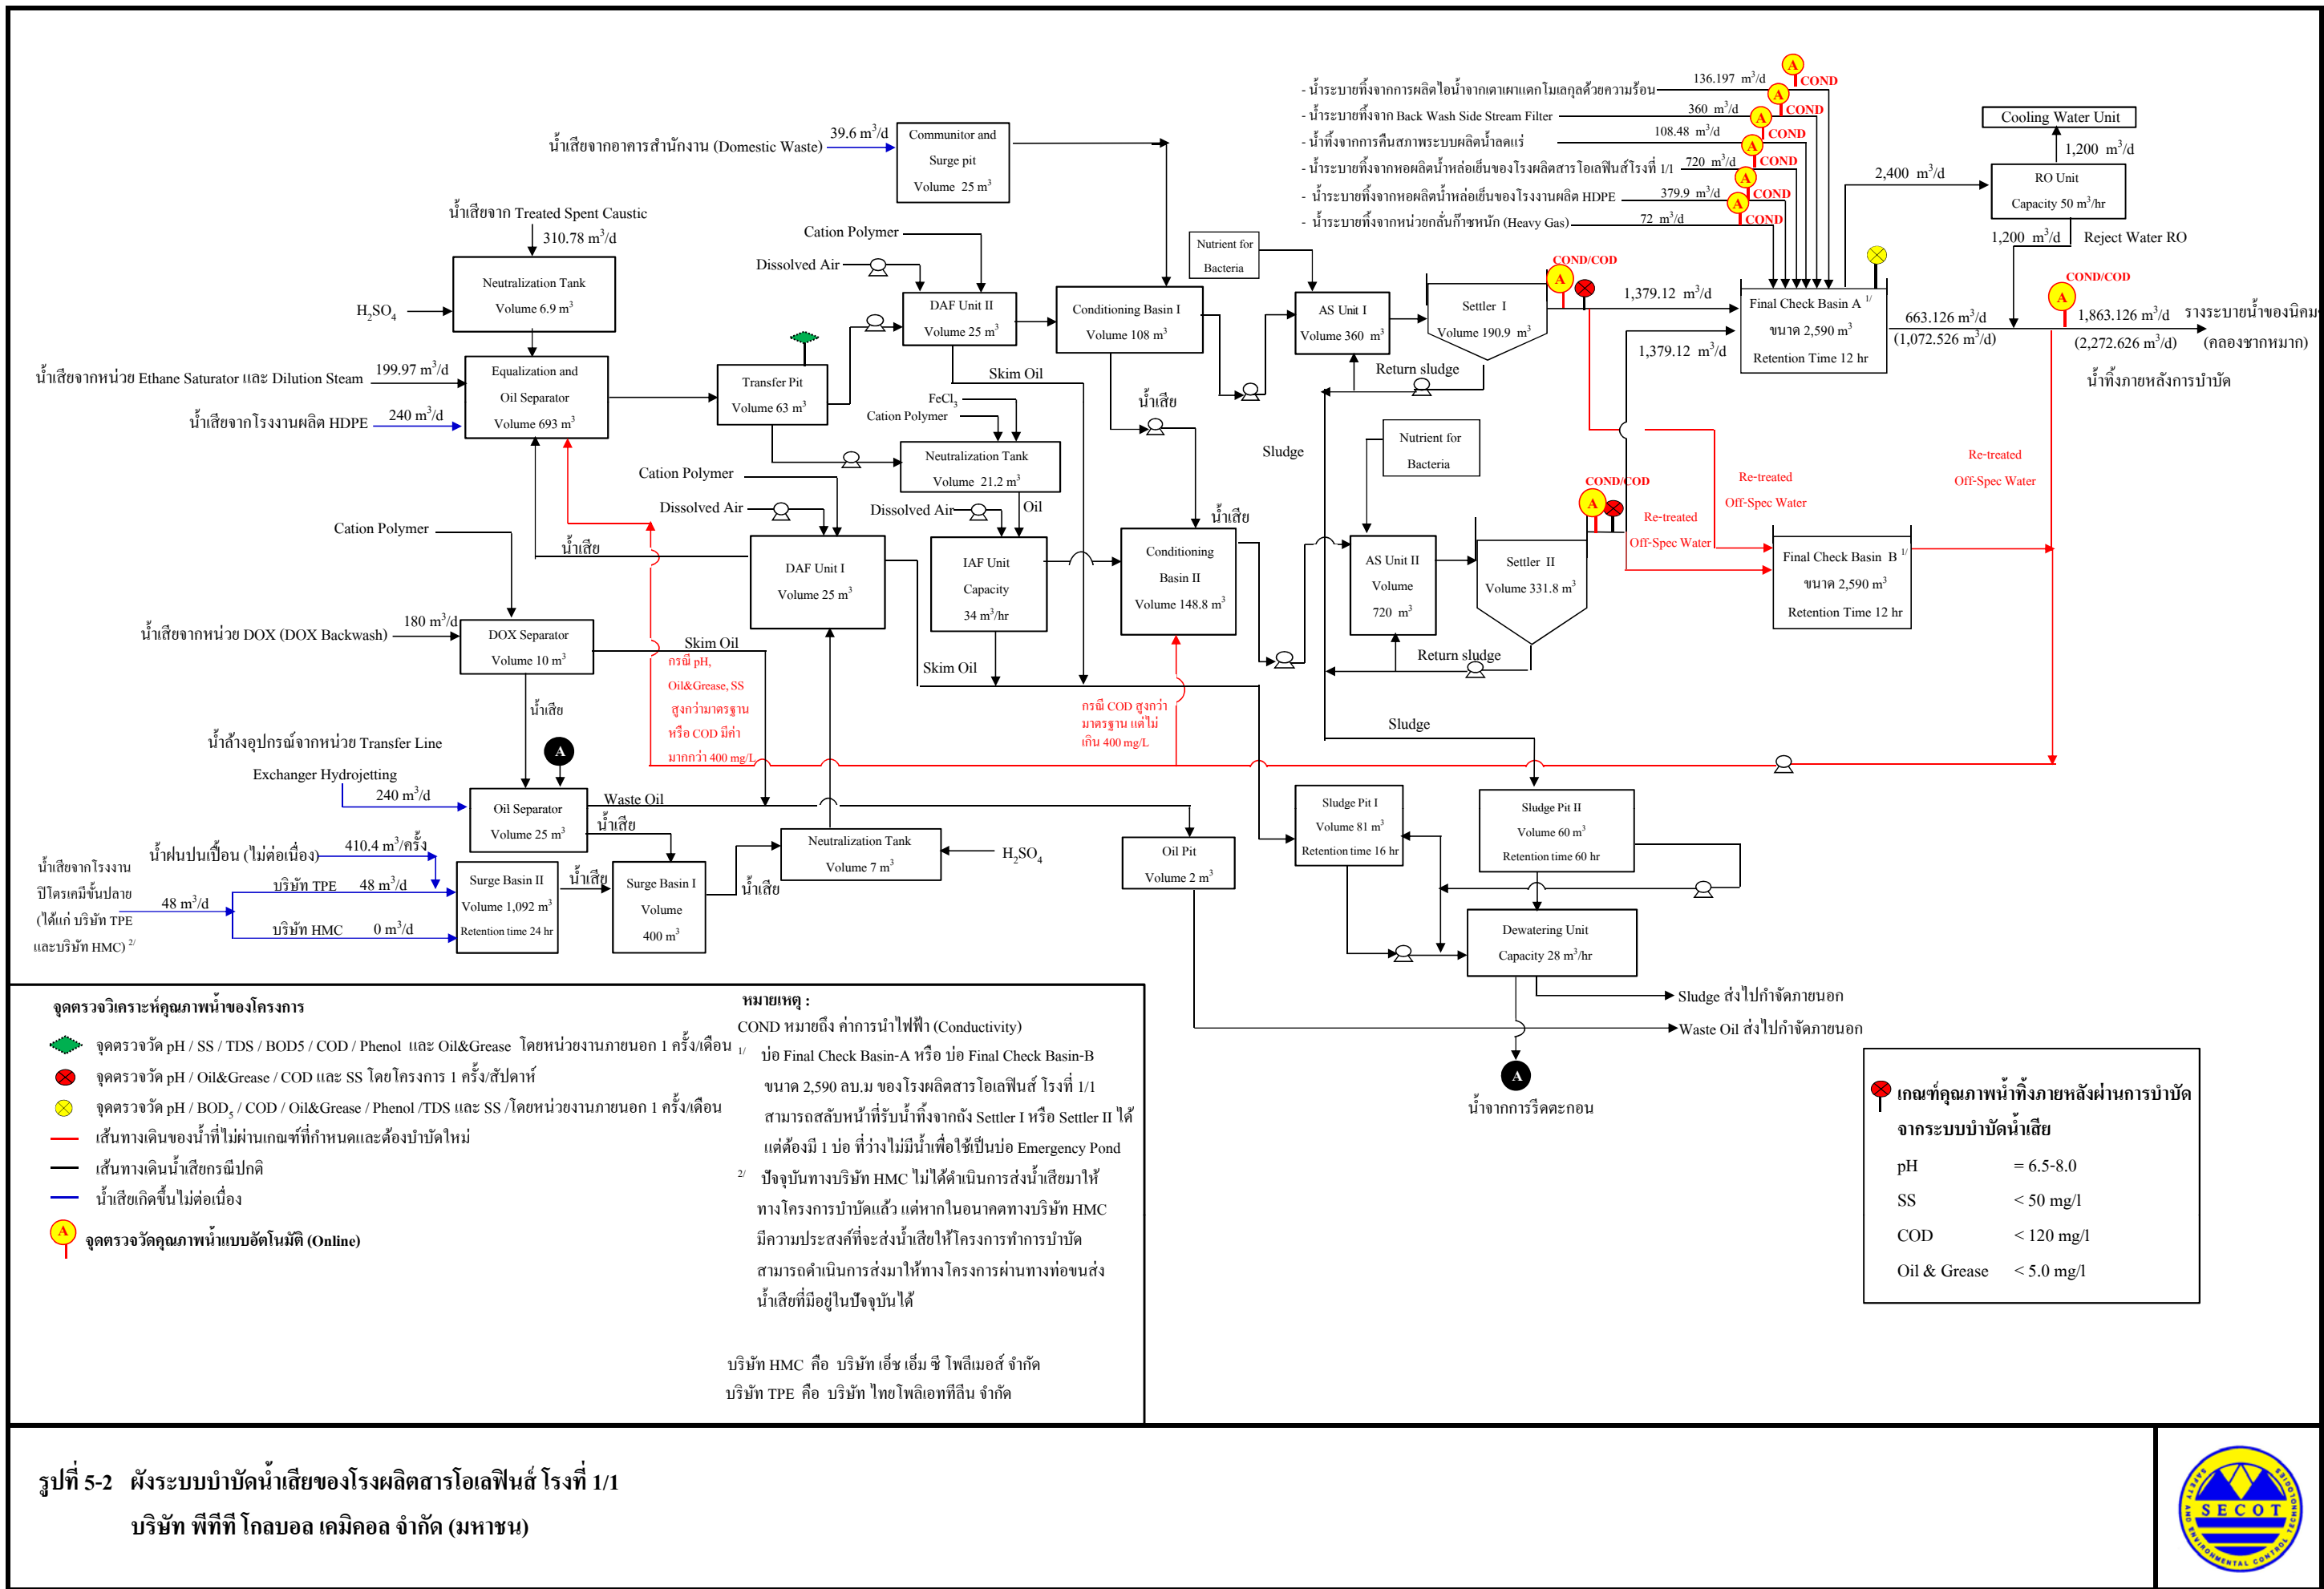 - น้ำระบายทิ้งจากการผลิตไอน้ำจากเตาเผาแตกโมเลกุลด้วยความร้อน 136.197 m³/d A COND
- น้ำระบายทิ้งจาก Back Wash Side Stream Filter 360 m³/d A COND
- น้ำทิ้งจากการคืนสภาพระบบผลิตน้ำลดแร่ 108.48 m³/d A COND
- น้ำระบายทิ้งจากหอผลิตน้ำหล่อเย็นของโรงผลิตสารโอเลฟินส์โรงที่ 1/1 720 m³/d A COND
- น้ำระบายทิ้งจากหอผลิตน้ำหล่อเย็นของโรงงานผลิต HDPE 379.9 m³/d A COND
- น้ำระบายทิ้งจากหน่วยกลั่นก๊าซหนัก (Heavy Gas) 72 m³/d A COND
Cooling Water Unit
1,200 m³/d
2,400 m³/d
RO Unit
Capacity 50 m³/hr
1,200 m³/d Reject Water RO
น้ำเสียจากอาคารสำนักงาน (Domestic Waste) 39.6 m³/d
Communitor and
Surge pit
Volume 25 m³
น้ำเสียจาก Treated Spent Caustic
310.78 m³/d
Neutralization Tank
Volume 6.9 m³
H₂SO₄
น้ำเสียจากหน่วย Ethane Saturator และ Dilution Steam 199.97 m³/d
น้ำเสียจากโรงงานผลิต HDPE 240 m³/d
Equalization and
Oil Separator
Volume 693 m³
Transfer Pit
Volume 63 m³
Cation Polymer
Dissolved Air
DAF Unit II
Volume 25 m³
Skim Oil
FeCl₃
Cation Polymer
Neutralization Tank
Volume 21.2 m³
Oil
Conditioning Basin I
Volume 108 m³
น้ำเสีย
Nutrient for
Bacteria
AS Unit I
Volume 360 m³
Settler I
Volume 190.9 m³
Return sludge
COND/COD
A
1,379.12 m³/d
1,379.12 m³/d
Final Check Basin A ¹/
ขนาด 2,590 m³
Retention Time 12 hr
663.126 m³/d
(1,072.526 m³/d)
COND/COD
A
1,863.126 m³/d
(2,272.626 m³/d)
รางระบายน้ำของนิคมฯ
(คลองชากหมาก)
น้ำทิ้งภายหลังการบำบัด
Sludge
Nutrient for
Bacteria
COND/COD
A
Re-treated
Off-Spec Water
Re-treated
Off-Spec Water
Re-treated
Off-Spec Water
Final Check Basin B ¹/
ขนาด 2,590 m³
Retention Time 12 hr
Cation Polymer
Dissolved Air
Dissolved Air
น้ำเสีย
DAF Unit I
Volume 25 m³
IAF Unit
Capacity
34 m³/hr
น้ำเสีย
Conditioning
Basin II
Volume 148.8 m³
AS Unit II
Volume
720 m³
Settler II
Volume 331.8 m³
Return sludge
Cation Polymer
น้ำเสียจากหน่วย DOX (DOX Backwash) 180 m³/d
DOX Separator
Volume 10 m³
Skim Oil
Skim Oil
น้ำเสีย
กรณี pH,
Oil&Grease, SS
สูงกว่ามาตรฐาน
หรือ COD มีค่า
มากกว่า 400 mg/L
กรณี COD สูงกว่า
มาตรฐาน แต่ไม่
เกิน 400 mg/L
Sludge
น้ำล้างอุปกรณ์จากหน่วย Transfer Line
Exchanger Hydrojetting
240 m³/d
A
Oil Separator
Volume 25 m³
Waste Oil
น้ำเสีย
น้ำฝนปนเปื้อน (ไม่ต่อเนื่อง) 410.4 m³/ครั้ง
น้ำเสียจากโรงงาน
ปิโตรเคมีขั้นปลาย
(ได้แก่ บริษัท TPE
และบริษัท HMC) ²/
48 m³/d
บริษัท TPE 48 m³/d
บริษัท HMC 0 m³/d
Surge Basin II
Volume 1,092 m³
Retention time 24 hr
น้ำเสีย
Surge Basin I
Volume
400 m³
น้ำเสีย
Neutralization Tank
Volume 7 m³
H₂SO₄
Oil Pit
Volume 2 m³
Sludge Pit I
Volume 81 m³
Retention time 16 hr
Sludge Pit II
Volume 60 m³
Retention time 60 hr
Dewatering Unit
Capacity 28 m³/hr
Sludge ส่งไปกำจัดภายนอก
Waste Oil ส่งไปกำจัดภายนอก
A
น้ำจากการรีดตะกอน
จุดตรวจวิเคราะห์คุณภาพน้ำของโครงการ
จุดตรวจวัด pH / SS / TDS / BOD5 / COD / Phenol และ Oil&Grease โดยหน่วยงานภายนอก 1 ครั้ง/เดือน
จุดตรวจวัด pH / Oil&Grease / COD และ SS โดยโครงการ 1 ครั้ง/สัปดาห์
จุดตรวจวัด pH / BOD₅ / COD / Oil&Grease / Phenol /TDS และ SS /โดยหน่วยงานภายนอก 1 ครั้ง/เดือน
เส้นทางเดินของน้ำที่ไม่ผ่านเกณฑ์ที่กำหนดและต้องบำบัดใหม่
เส้นทางเดินน้ำเสียกรณีปกติ
น้ำเสียเกิดขึ้นไม่ต่อเนื่อง
A จุดตรวจวัดคุณภาพน้ำแบบอัตโนมัติ (Online)
หมายเหตุ :
COND หมายถึง ค่าการนำไฟฟ้า (Conductivity)
¹/ บ่อ Final Check Basin-A หรือ บ่อ Final Check Basin-B
ขนาด 2,590 ลบ.ม ของโรงผลิตสารโอเลฟินส์ โรงที่ 1/1
สามารถสลับหน้าที่รับน้ำทิ้งจากถัง Settler I หรือ Settler II ได้
แต่ต้องมี 1 บ่อ ที่ว่างไม่มีน้ำเพื่อใช้เป็นบ่อ Emergency Pond
²/ ปัจจุบันทางบริษัท HMC ไม่ได้ดำเนินการส่งน้ำเสียมาให้
ทางโครงการบำบัดแล้ว แต่หากในอนาคตทางบริษัท HMC
มีความประสงค์ที่จะส่งน้ำเสียให้โครงการทำการบำบัด
สามารถดำเนินการส่งมาให้ทางโครงการผ่านทางท่อขนส่ง
น้ำเสียที่มีอยู่ในปัจจุบันได้
บริษัท HMC คือ บริษัท เอ็ช เอ็ม ซี โพลีเมอส์ จำกัด
บริษัท TPE คือ บริษัท ไทยโพลิเอททีลีน จำกัด
เกณฑ์คุณภาพน้ำทิ้งภายหลังผ่านการบำบัด
จากระบบบำบัดน้ำเสีย
pH = 6.5-8.0
SS < 50 mg/l
COD < 120 mg/l
Oil & Grease < 5.0 mg/l
รูปที่ 5-2 ผังระบบบำบัดน้ำเสียของโรงผลิตสารโอเลฟินส์ โรงที่ 1/1
บริษัท พีทีที โกลบอล เคมิคอล จำกัด (มหาชน)
SECOT
SAFETY AND ENVIRONMENTAL CONTROL TECHNOLOGIES